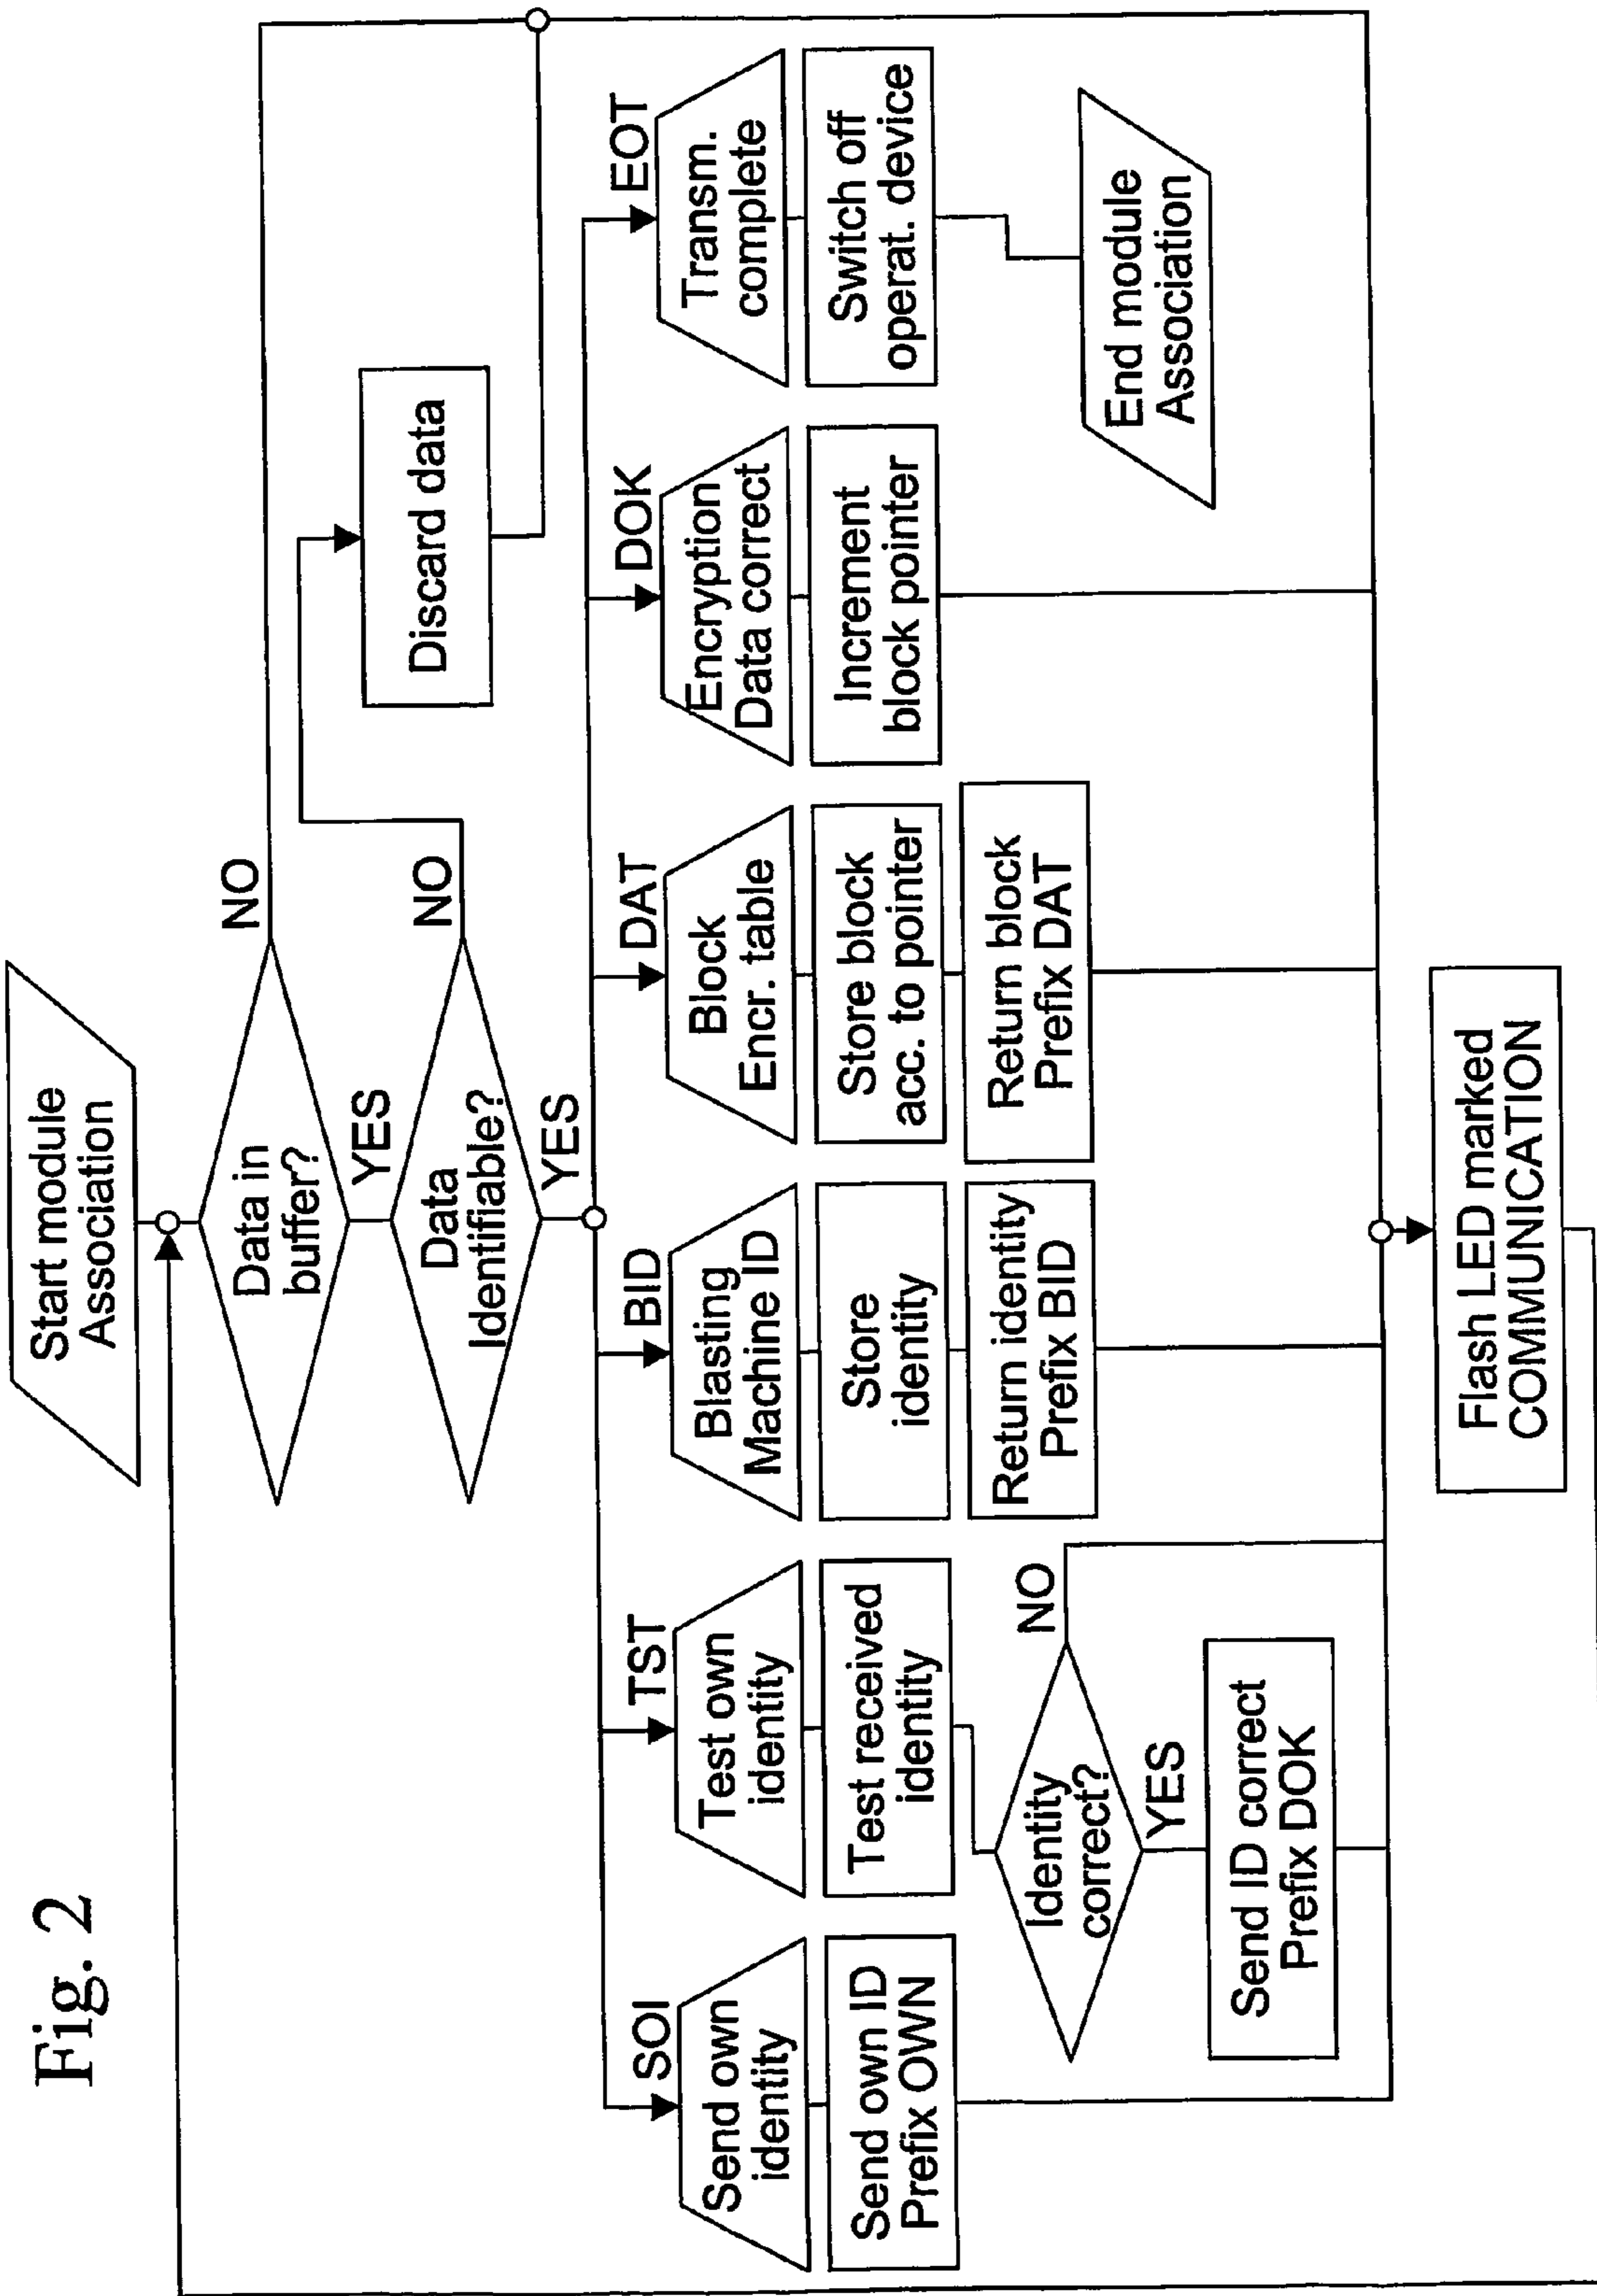 Fig. 2
Start module
Association
Data in
buffer?
NO
YES
Data
Identifiable?
NO
YES
Discard data
SOI
Send own
identity
Send own ID
Prefix OWN
TST
Test own
identity
Test received
identity
Identity
correct?
NO
YES
Send ID correct
Prefix DOK
BID
Blasting
Machine ID
Store
identity
Return identity
Prefix BID
DAT
Block
Encr. table
Store block
acc. to pointer
Return block
Prefix DAT
DOK
Encryption
Data correct
Increment
block pointer
EOT
Transm.
complete
Switch off
operat. device
End module
Association
Flash LED marked
COMMUNICATION